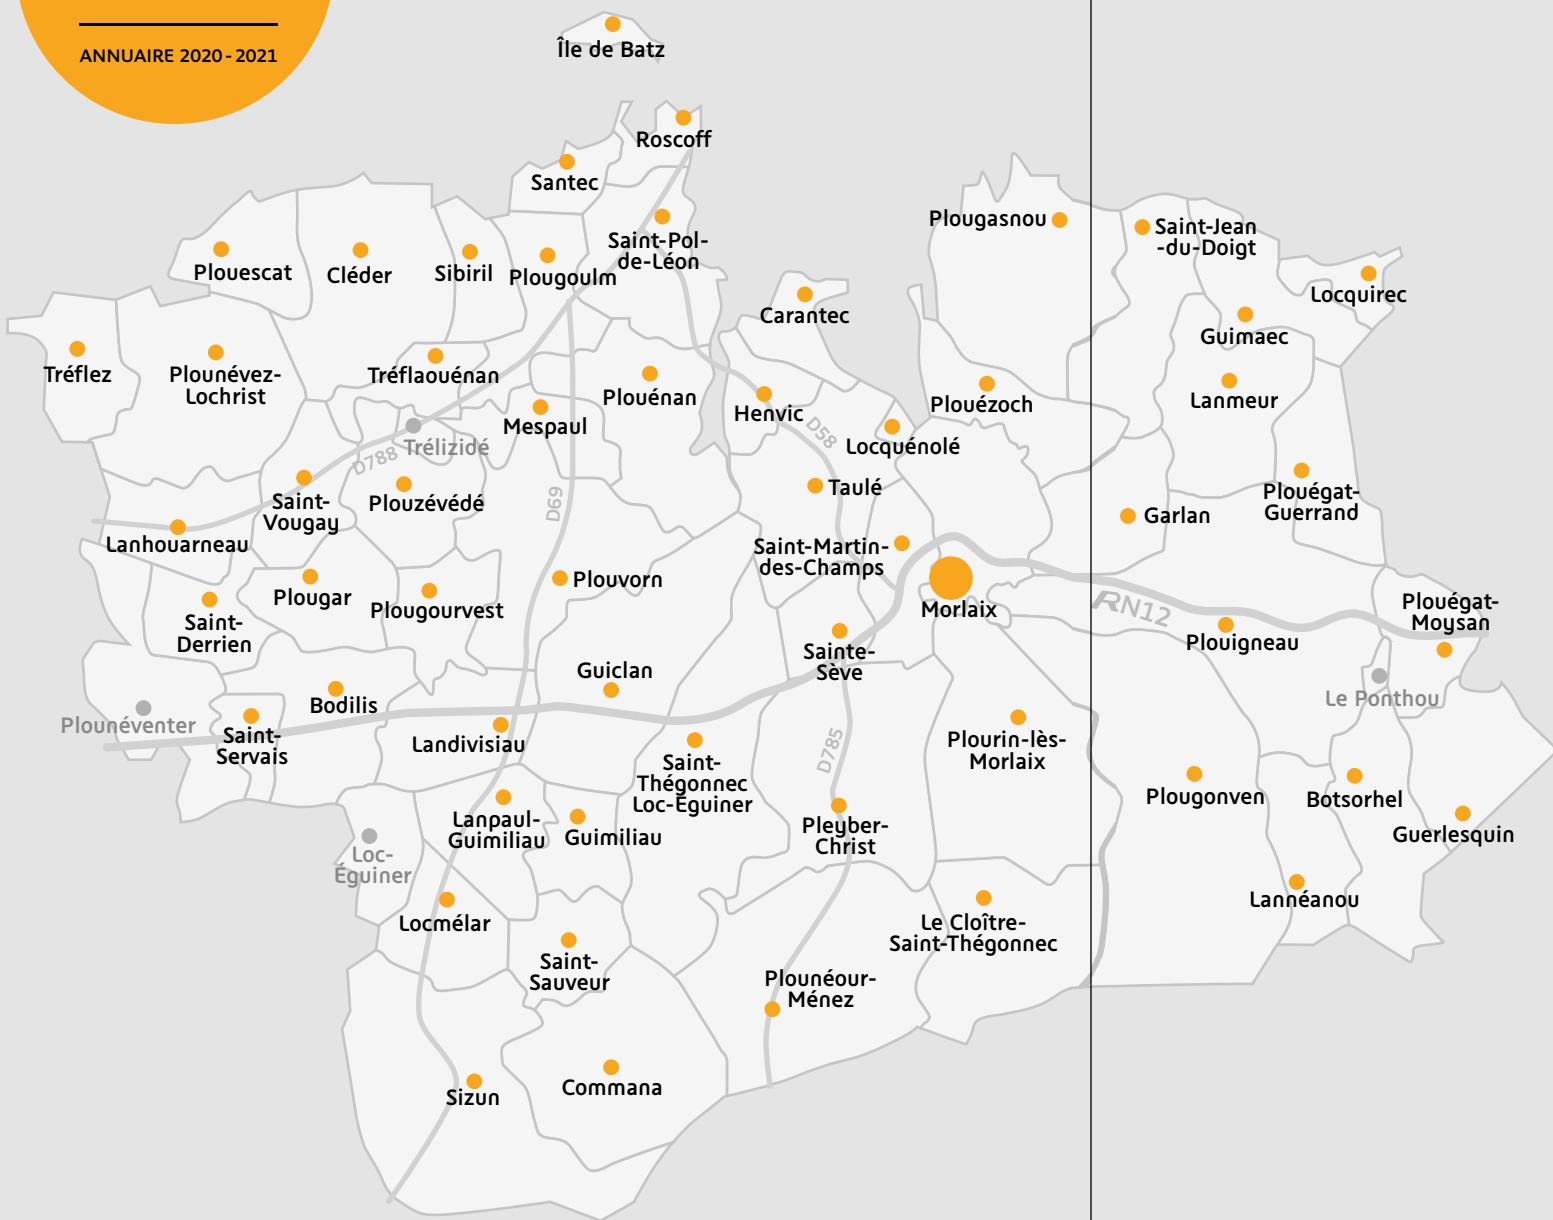 ANNUAIRE 2020-2021
Île de Batz
Roscoff
Santec
Plougasnou
Saint-Jean
-du-Doigt
Saint-Pol-
de-Léon
Plouescat
Cléder
Sibiril
Plougoulm
Locquirec
Carantec
Guimaec
Tréflez
Plounévez-
Lochrist
Tréflaouénan
Plouénan
Henvic
Plouézoch
Lanmeur
Mespaul
D58
Locquénolé
Trélizidé
D788
Saint-
Vougay
Plouzévédé
D69
Taulé
Plouégat-
Guerrand
Garlan
Lanhouarneau
Saint-Martin-
des-Champs
Plougar
Plougourvest
Plouvorn
Morlaix
RN12
Plouégat-
Moysan
Saint-
Derrien
Sainte-
Sève
Plouigneau
Guiclan
Le Ponthou
Bodilis
Plounéventer
Saint-
Servais
Landivisiau
D785
Plourin-lès-
Morlaix
Saint-
Thégonnec
Loc-Eguiner
Plougonven
Botsorhel
Guerlesquin
Lanpaul-
Guimiliau
Guimiliau
Pleyber-
Christ
Loc-
Éguiner
Lannéanou
Locmélar
Le Cloître-
Saint-Thégonnec
Saint-
Sauveur
Plounéour-
Ménez
Commana
Sizun